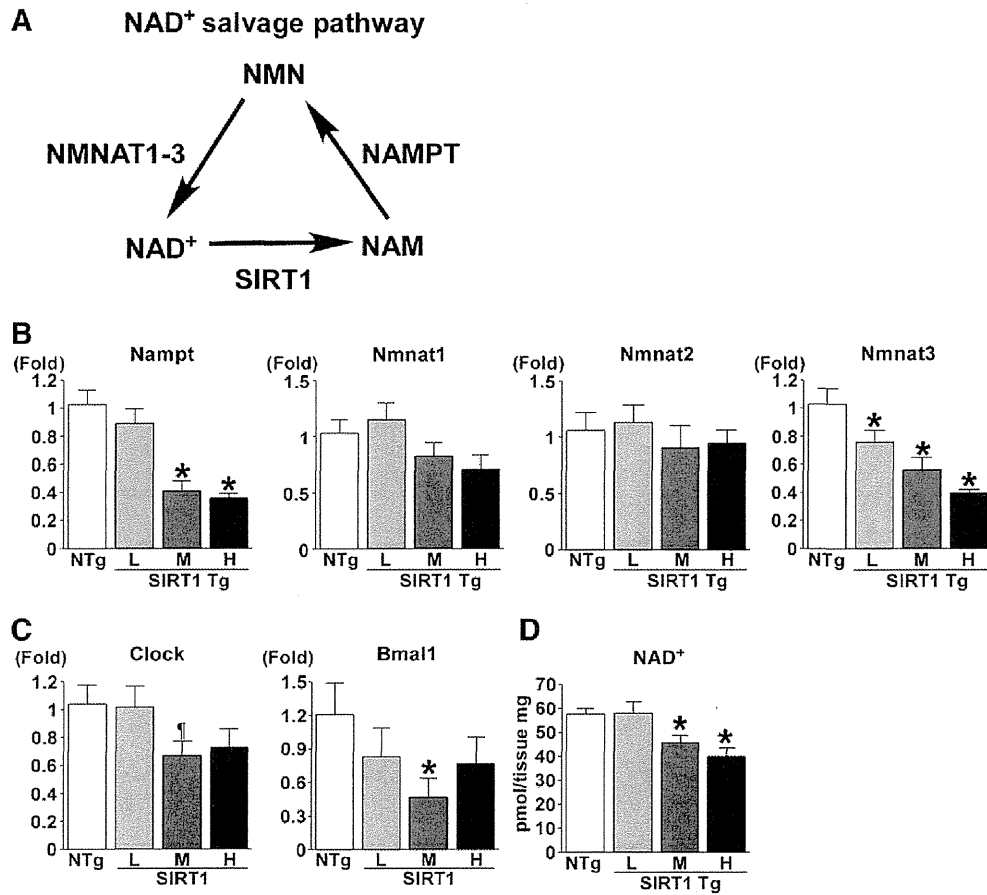 A
NAD+ salvage pathway
NMN
NMNAT1-3
NAMPT
NAD+
NAM
SIRT1
B
(Fold)
Nampt
1.2
1
0.8
0.6
0.4
0.2
0
*
*
NTg
L
M
H
SIRT1 Tg
(Fold)
Nmnat1
1.5
1
0.5
0
NTg
L
M
H
SIRT1 Tg
(Fold)
Nmnat2
1.5
1
0.5
0
NTg
L
M
H
SIRT1 Tg
(Fold)
Nmnat3
1.2
1
0.8
0.6
0.4
0.2
0
*
*
*
NTg
L
M
H
SIRT1 Tg
C
(Fold)
Clock
1.2
1
0.8
0.6
0.4
0.2
0
¶
NTg
L
M
H
SIRT1
(Fold)
Bmal1
1.5
1.2
0.9
0.6
0.3
0
*
NTg
L
M
H
SIRT1
D
NAD+
pmol/tissue mg
70
60
50
40
30
20
10
0
*
*
NTg
L
M
H
SIRT1 Tg